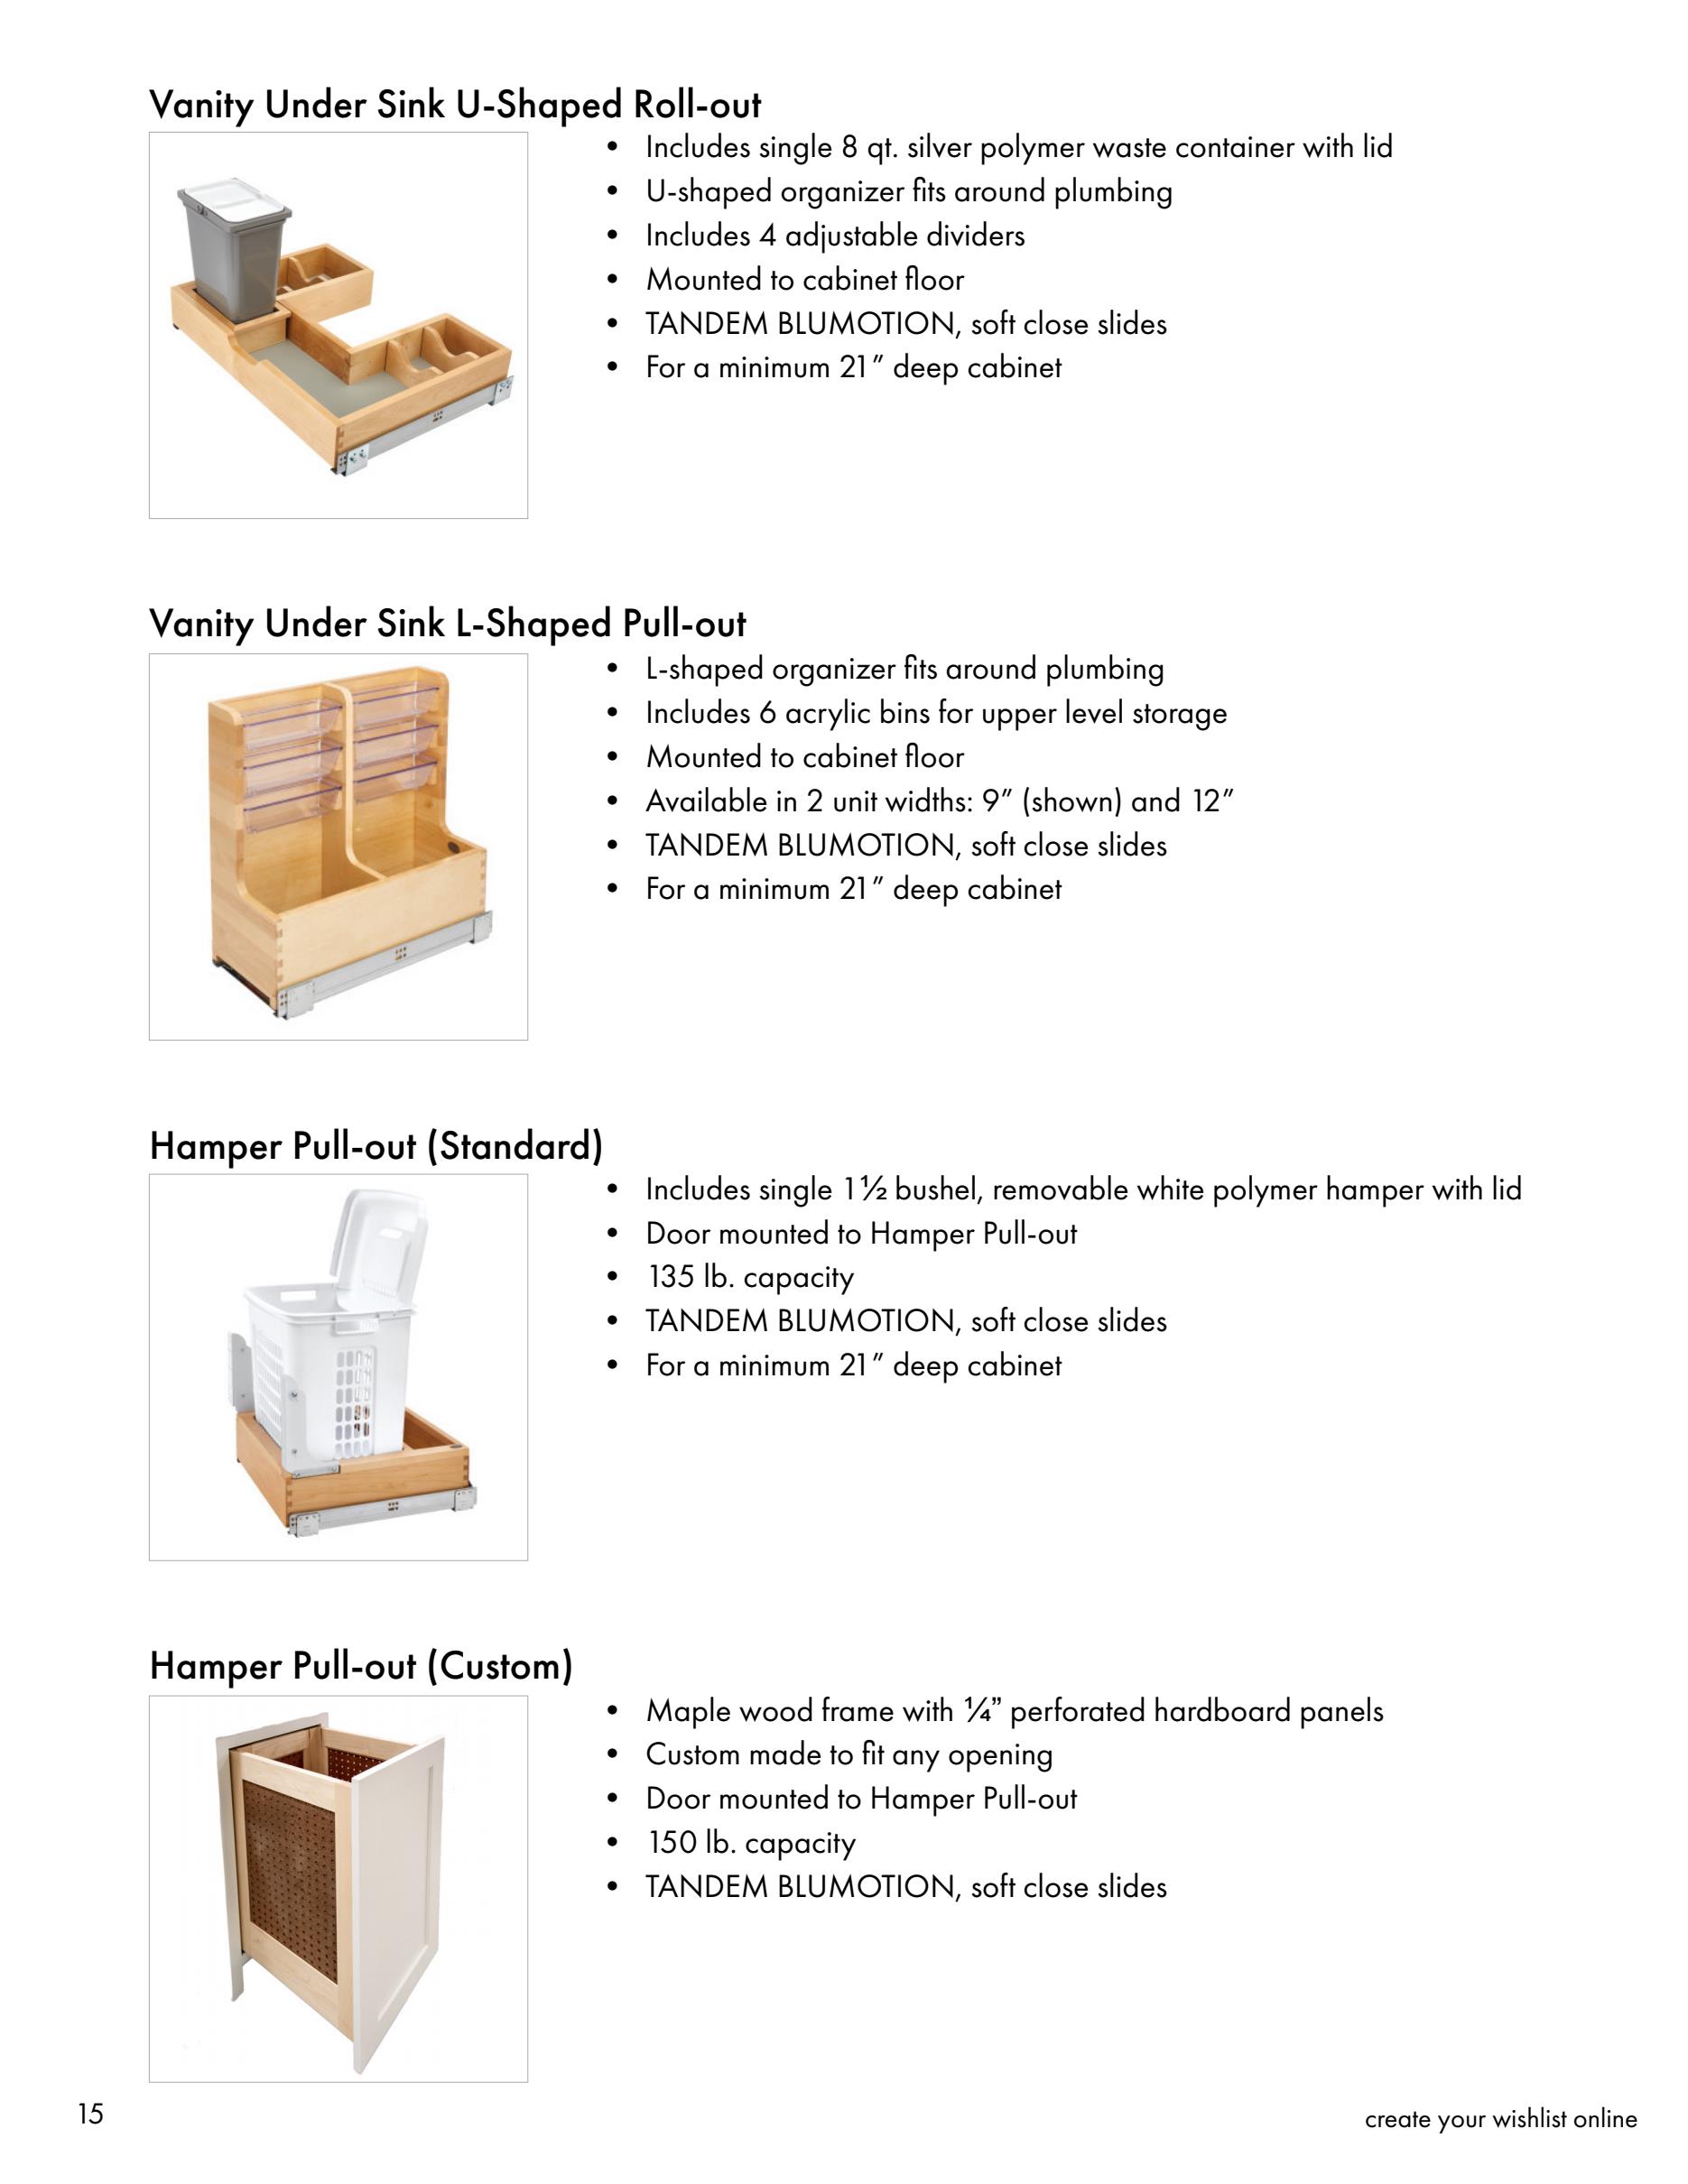 Vanity Under Sink U-Shaped Roll-out
• Includes single 8 qt. silver polymer waste container with lid
• U-shaped organizer fits around plumbing
• Includes 4 adjustable dividers
• Mounted to cabinet floor
• TANDEM BLUMOTION, soft close slides
• For a minimum 21″ deep cabinet
Vanity Under Sink L-Shaped Pull-out
• L-shaped organizer fits around plumbing
• Includes 6 acrylic bins for upper level storage
• Mounted to cabinet floor
• Available in 2 unit widths: 9″ (shown) and 12″
• TANDEM BLUMOTION, soft close slides
• For a minimum 21″ deep cabinet
Hamper Pull-out (Standard)
• Includes single 1½ bushel, removable white polymer hamper with lid
• Door mounted to Hamper Pull-out
• 135 lb. capacity
• TANDEM BLUMOTION, soft close slides
• For a minimum 21″ deep cabinet
Hamper Pull-out (Custom)
• Maple wood frame with ¼” perforated hardboard panels
• Custom made to fit any opening
• Door mounted to Hamper Pull-out
• 150 lb. capacity
• TANDEM BLUMOTION, soft close slides
15
create your wishlist online